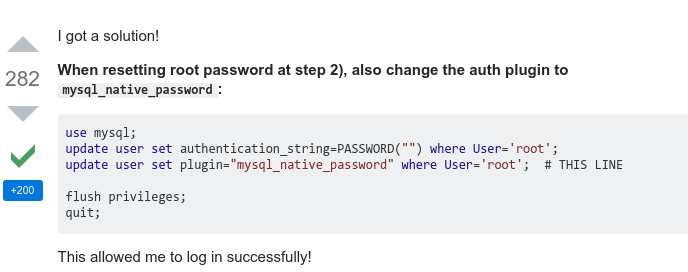 I got a solution!
282
When resetting root password at step 2), also change the auth plugin to
mysql_native_password :
use mysql;
update user set authentication_string=PASSWORD("") where User='root';
update user set plugin="mysql_native_password" where User='root';  # THIS LINE
+200
flush privileges;
quit;
This allowed me to log in successfully!